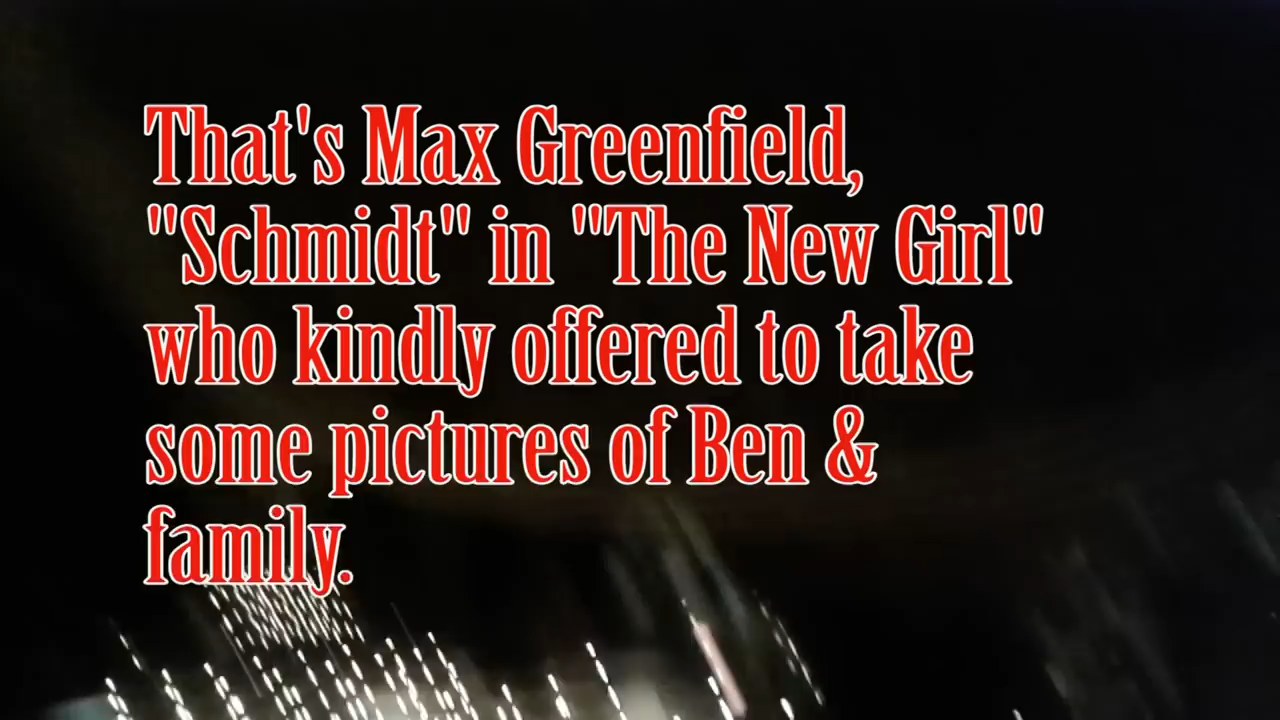 That's Max Greenfield,
"Schmidt" in "The New Girl"
who kindly offered to take
some pictures of Ben &
family.